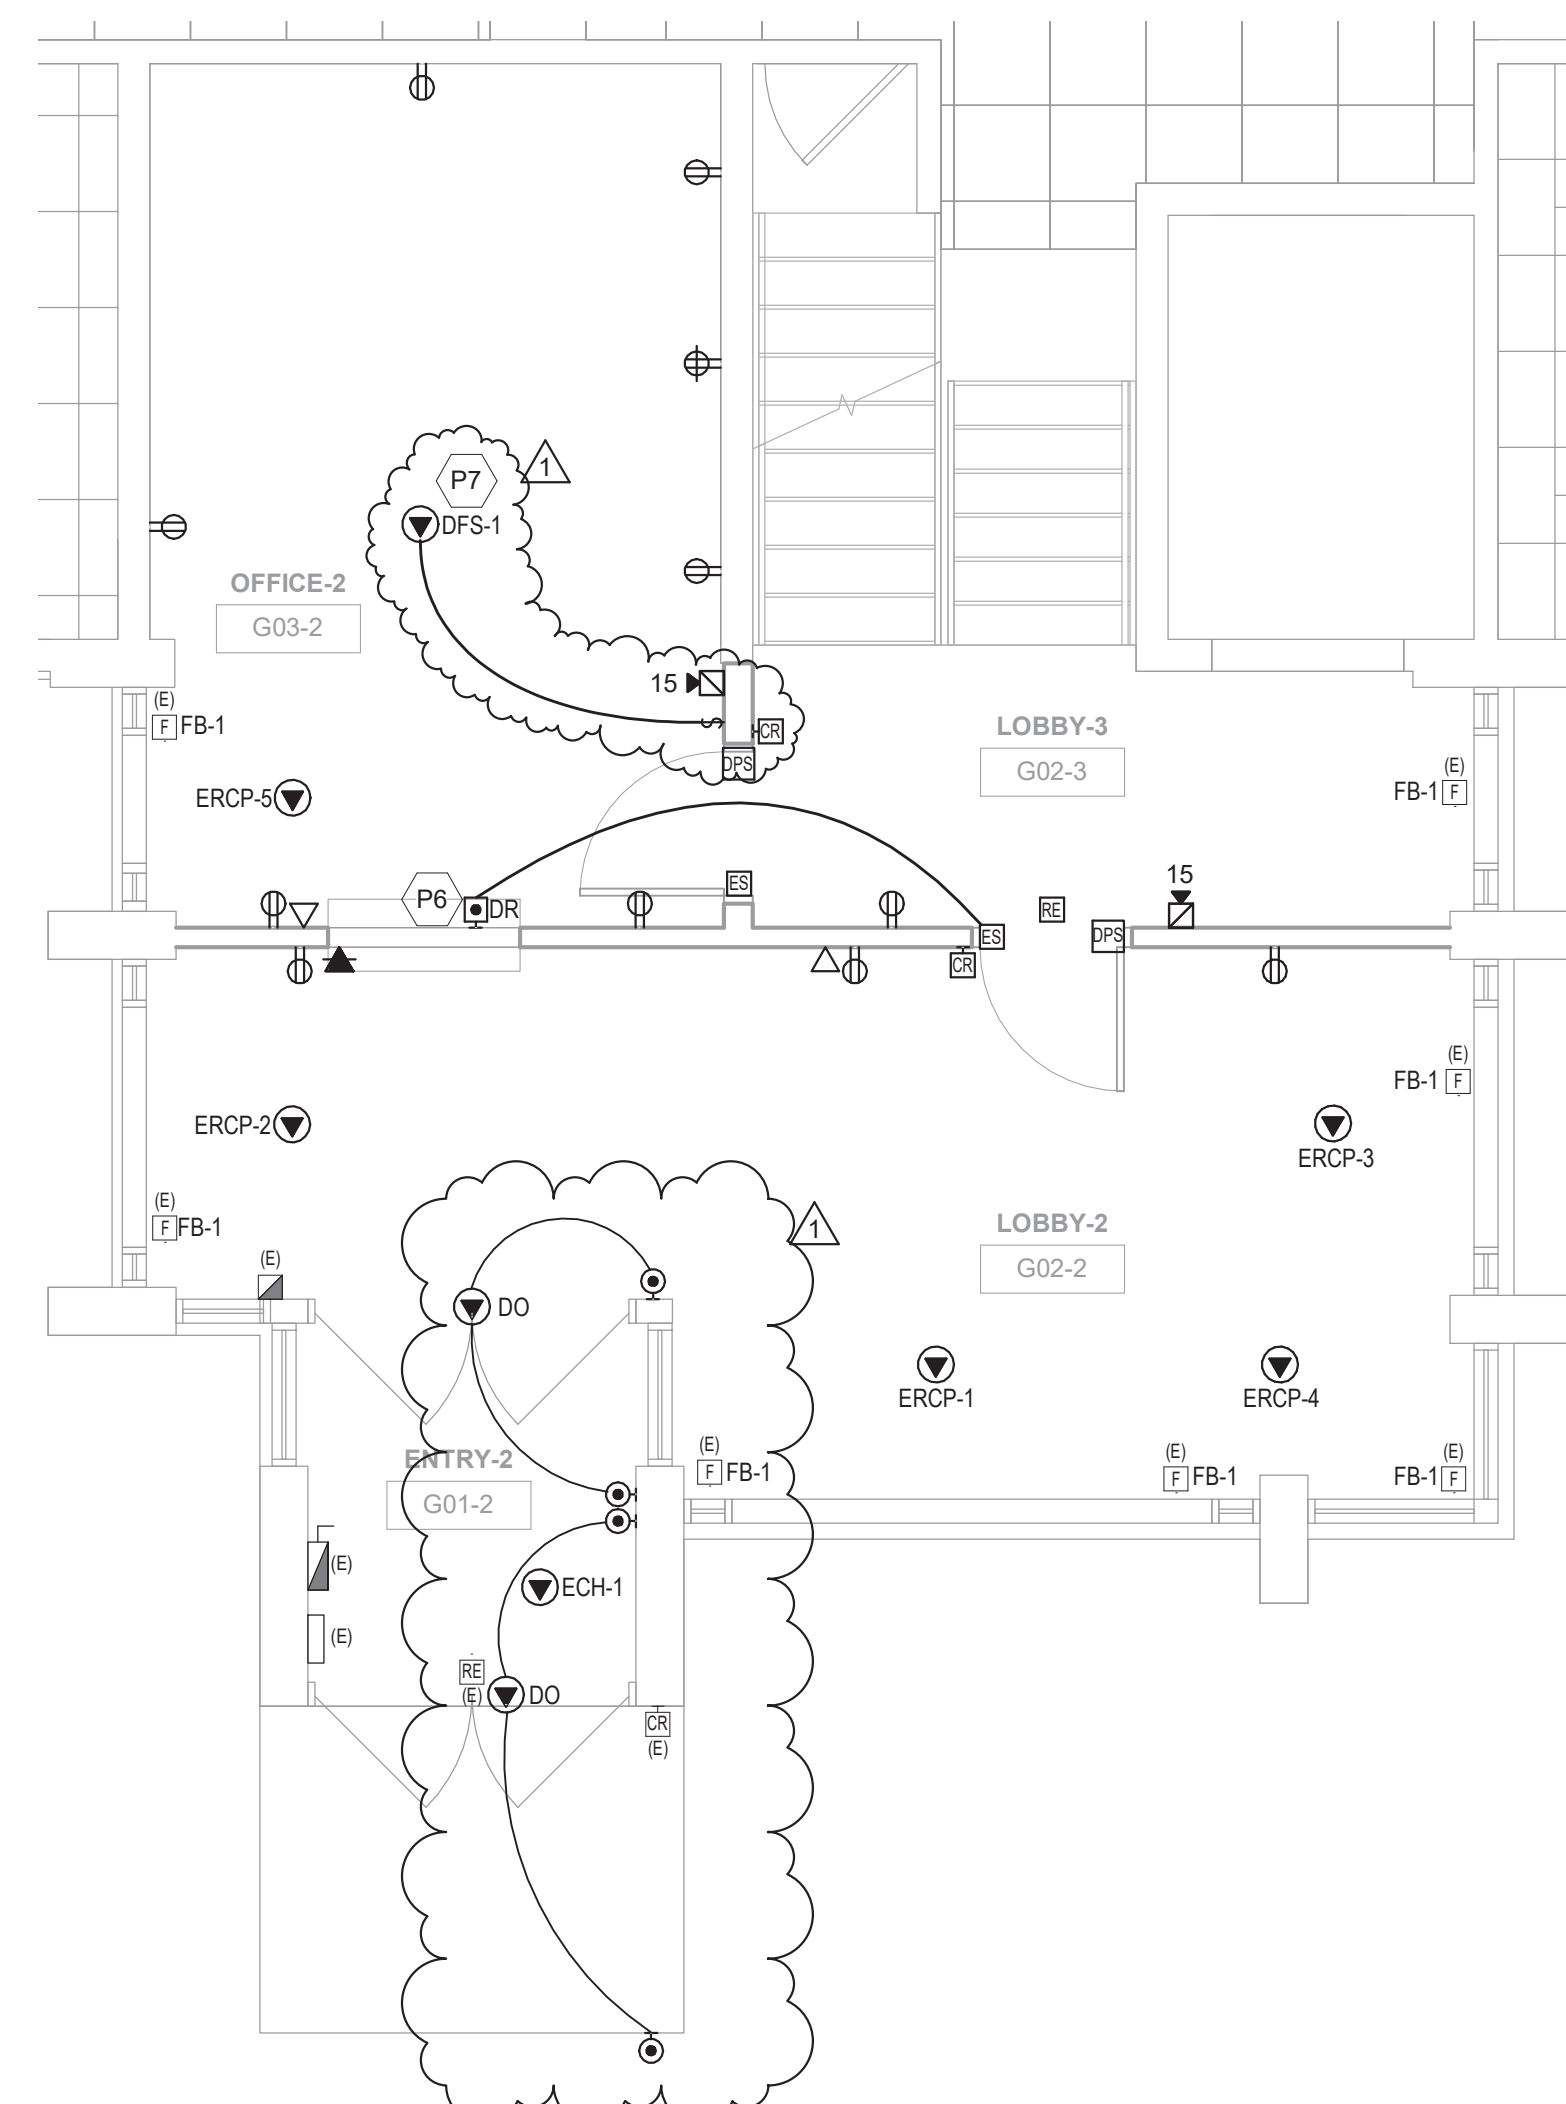 P7
1
DFS-1
OFFICE-2
G03-2
15
CR
DPS
(E)
F FB-1
LOBBY-3
G02-3
(E)
FB-1 F
ERCP-5
P6
DR
ES
15
RE
ES
DPS
CR
(E)
FB-1 F
ERCP-2
ERCP-3
(E)
F FB-1
1
LOBBY-2
G02-2
(E)
DO
ERCP-1
ERCP-4
ENTRY-2
G01-2
(E)
F FB-1
(E)
F FB-1
(E)
FB-1 F
(E)
ECH-1
(E)
RE
(E)
DO
CR
(E)